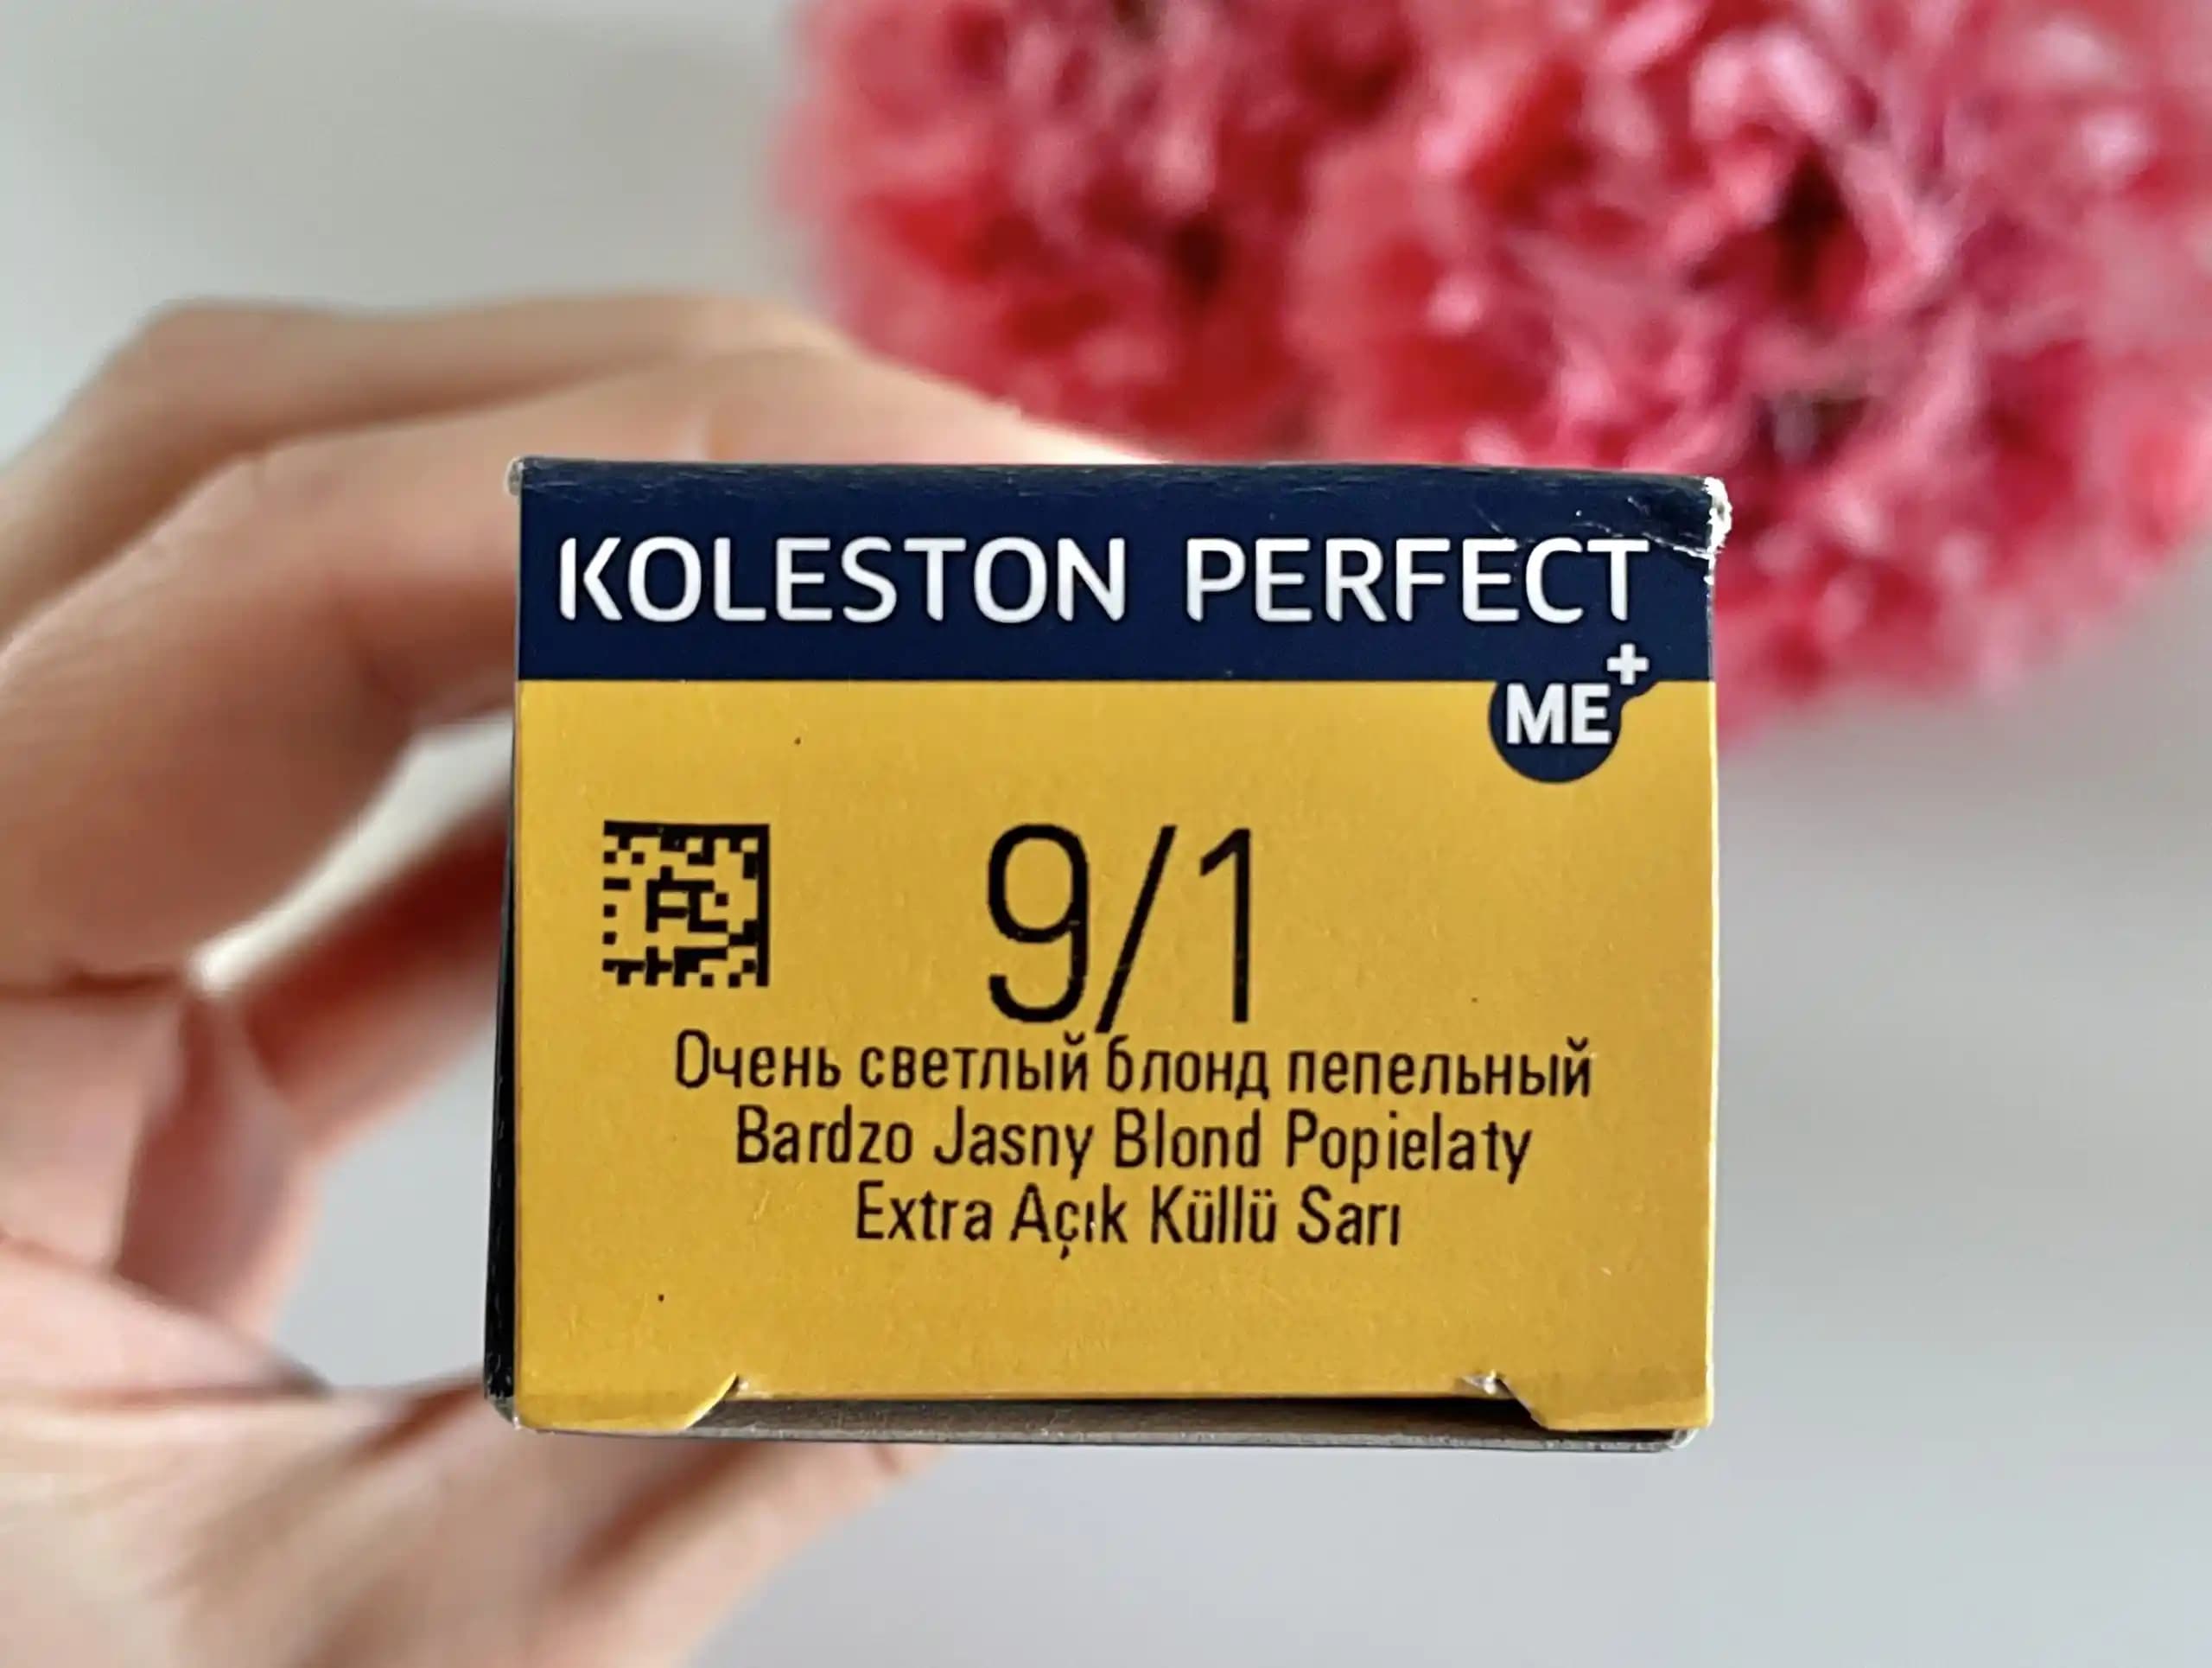 KOLESTON PERFECT
ME+
9/1
Очень светлый блонд пепельный
Bardzo Jasny Blond Popielaty
Extra Açık Küllü Sarı